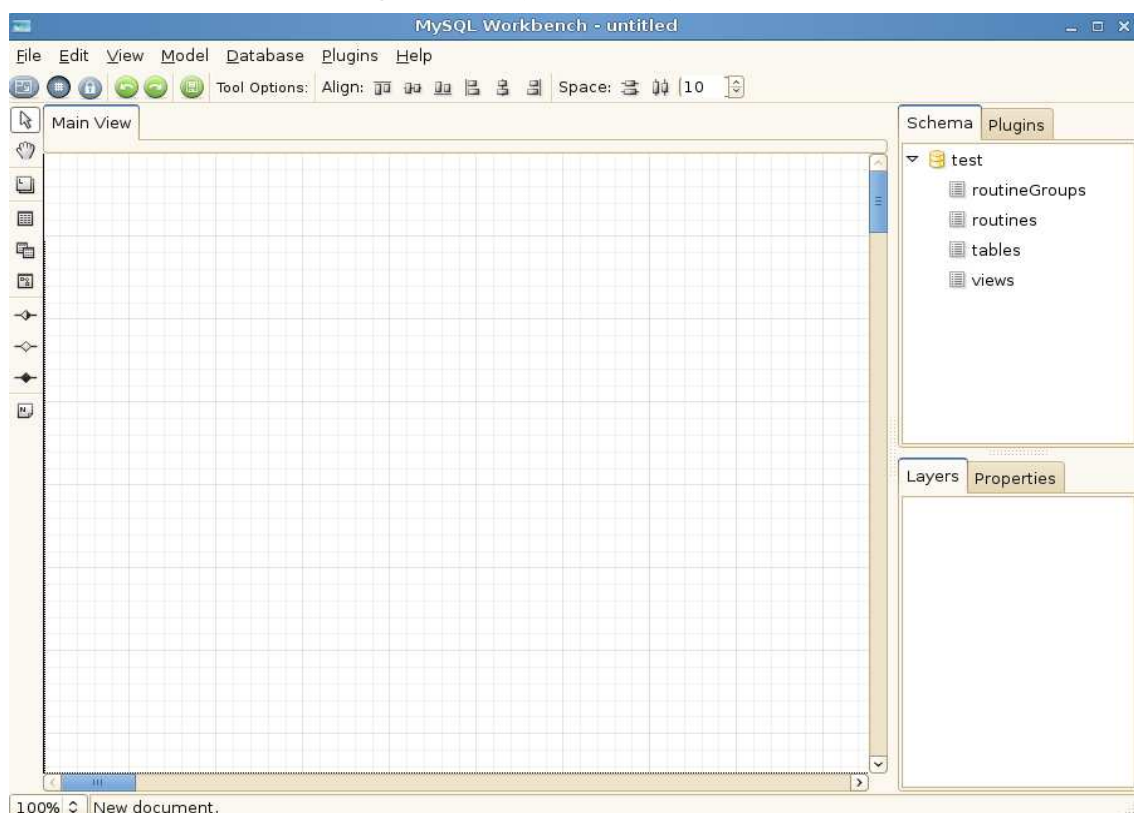 MySQL Workbench - untitled
File Edit View Model Database Plugins Help
Tool Options: Align: Space: 10
Main View
Schema Plugins
test
routineGroups
routines
tables
views
Layers Properties
100% New document.